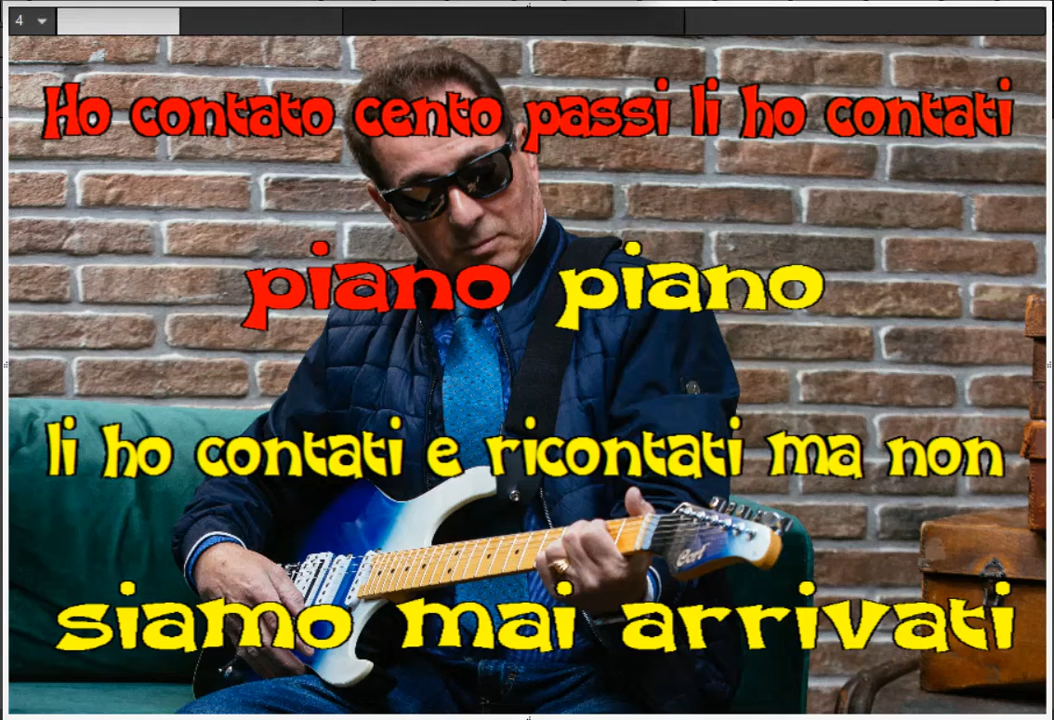 4
Ho contato cento passi li ho contati
piano piano
li ho contati e ricontati ma non
siamo mai arrivati
Cort